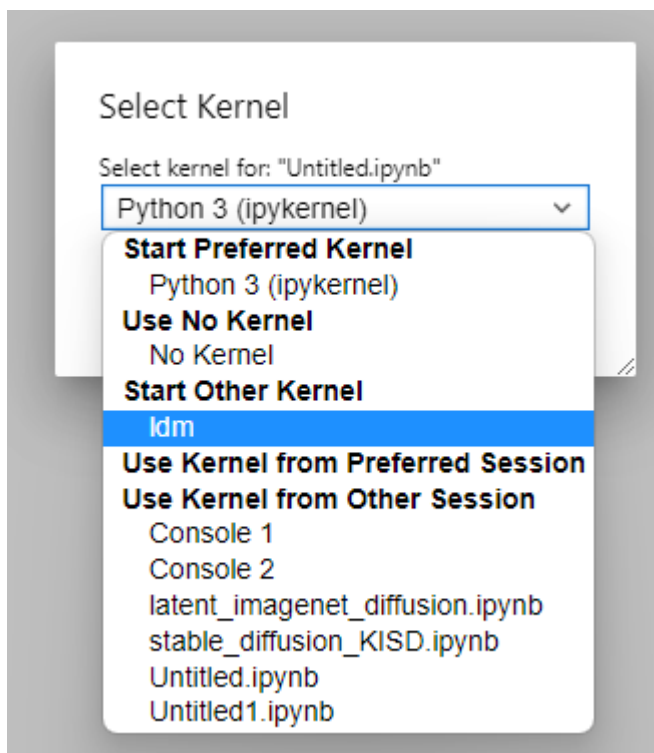 Select Kernel
Select kernel for: "Untitled.ipynb"
Python 3 (ipykernel)
Start Preferred Kernel
Python 3 (ipykernel)
Use No Kernel
No Kernel
Start Other Kernel
ldm
Use Kernel from Preferred Session
Use Kernel from Other Session
Console 1
Console 2
latent_imagenet_diffusion.ipynb
stable_diffusion_KISD.ipynb
Untitled.ipynb
Untitled1.ipynb